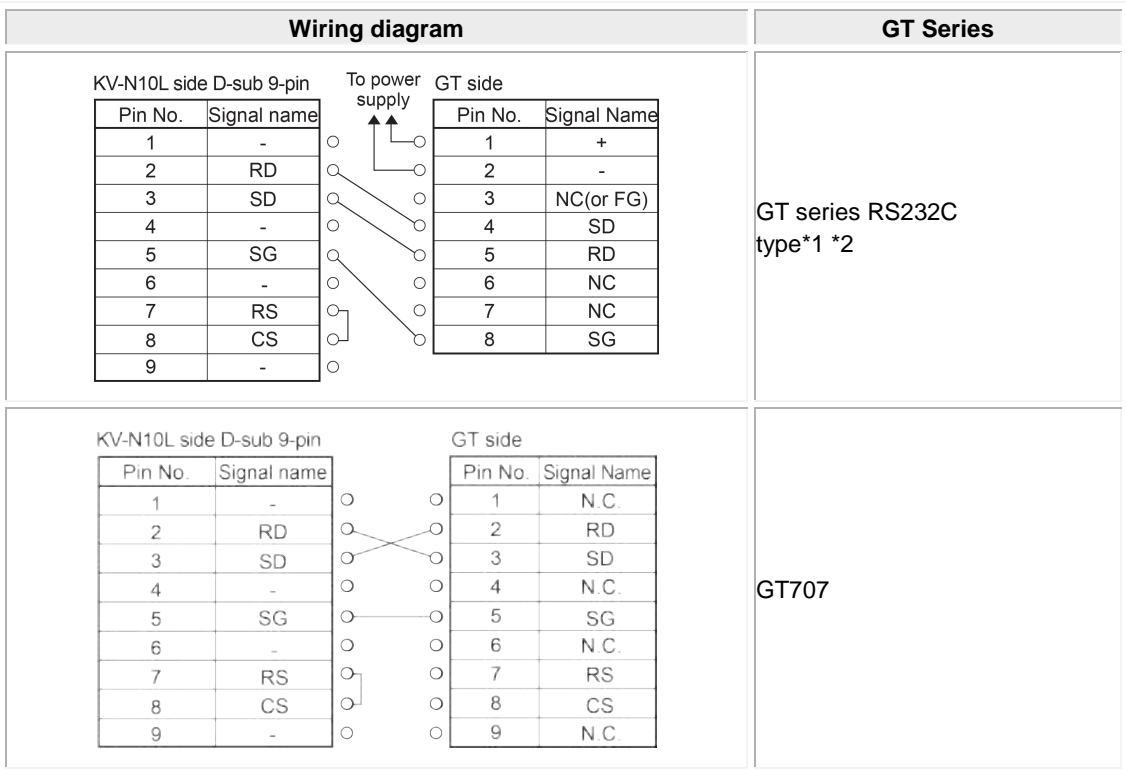 Wiring diagram GT Series
KV-N10L side D-sub 9-pin To power supply GT side
Pin No. Signal name Pin No. Signal Name
1 - 1 +
2 RD 2 -
3 SD 3 NC(or FG)
4 - 4 SD
5 SG 5 RD
6 - 6 NC
7 RS 7 NC
8 CS 8 SG
9 -
GT series RS232C
type*1 *2
KV-N10L side D-sub 9-pin GT side
Pin No. Signal name Pin No. Signal Name
1 - 1 N.C.
2 RD 2 RD
3 SD 3 SD
4 - 4 N.C.
5 SG 5 SG
6 - 6 N.C.
7 RS 7 RS
8 CS 8 CS
9 - 9 N.C.
GT707